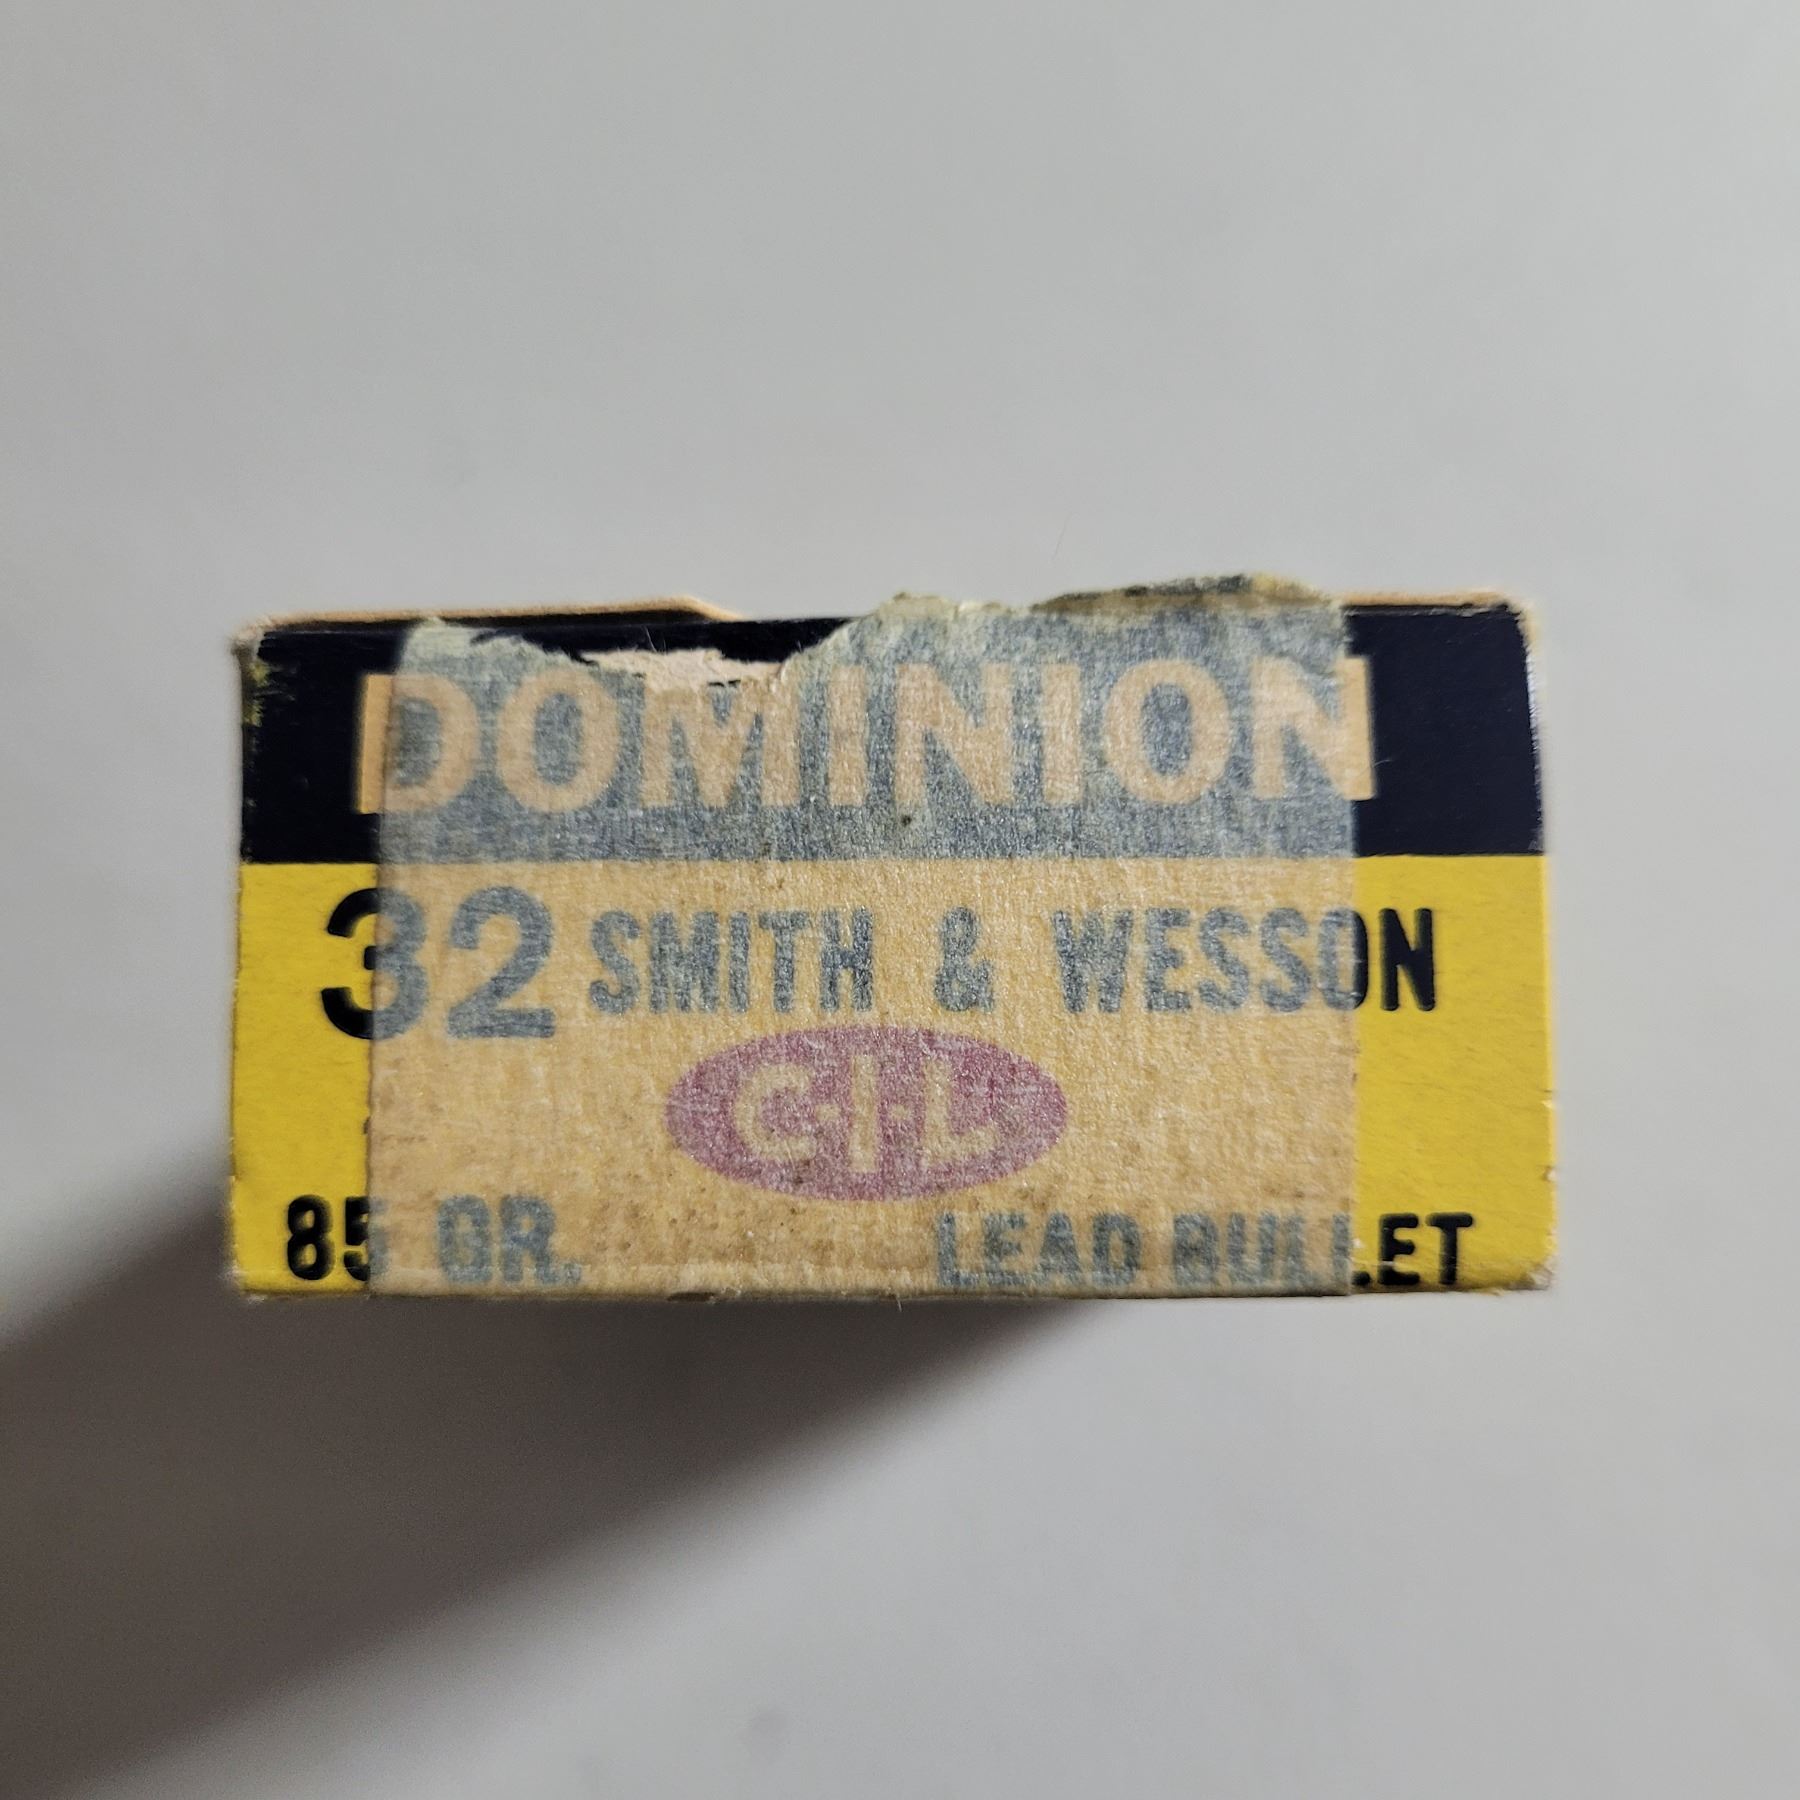 DOMINION
32 SMITH & WESSON
C·I·L
85 GR. LEAD BULLET